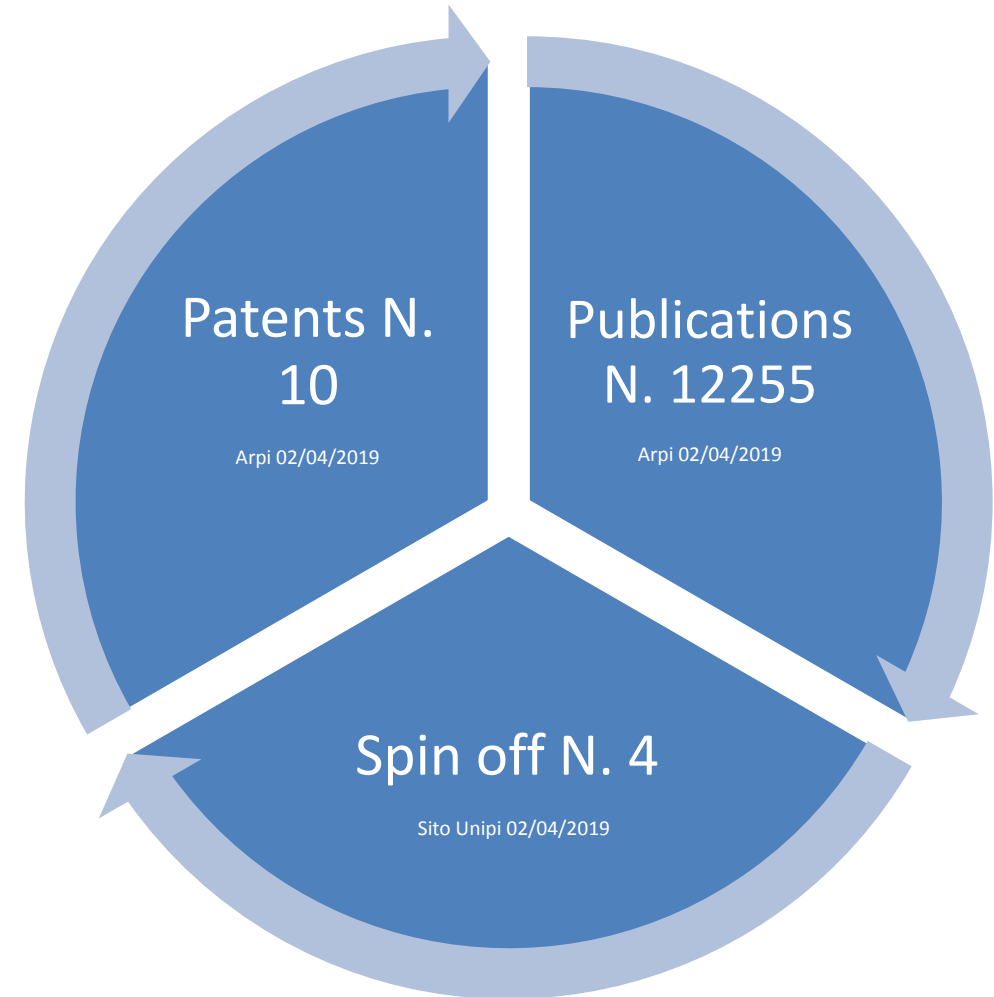 Patents N.
10
Arpi 02/04/2019
Publications
N. 12255
Arpi 02/04/2019
Spin off N. 4
Sito Unipi 02/04/2019